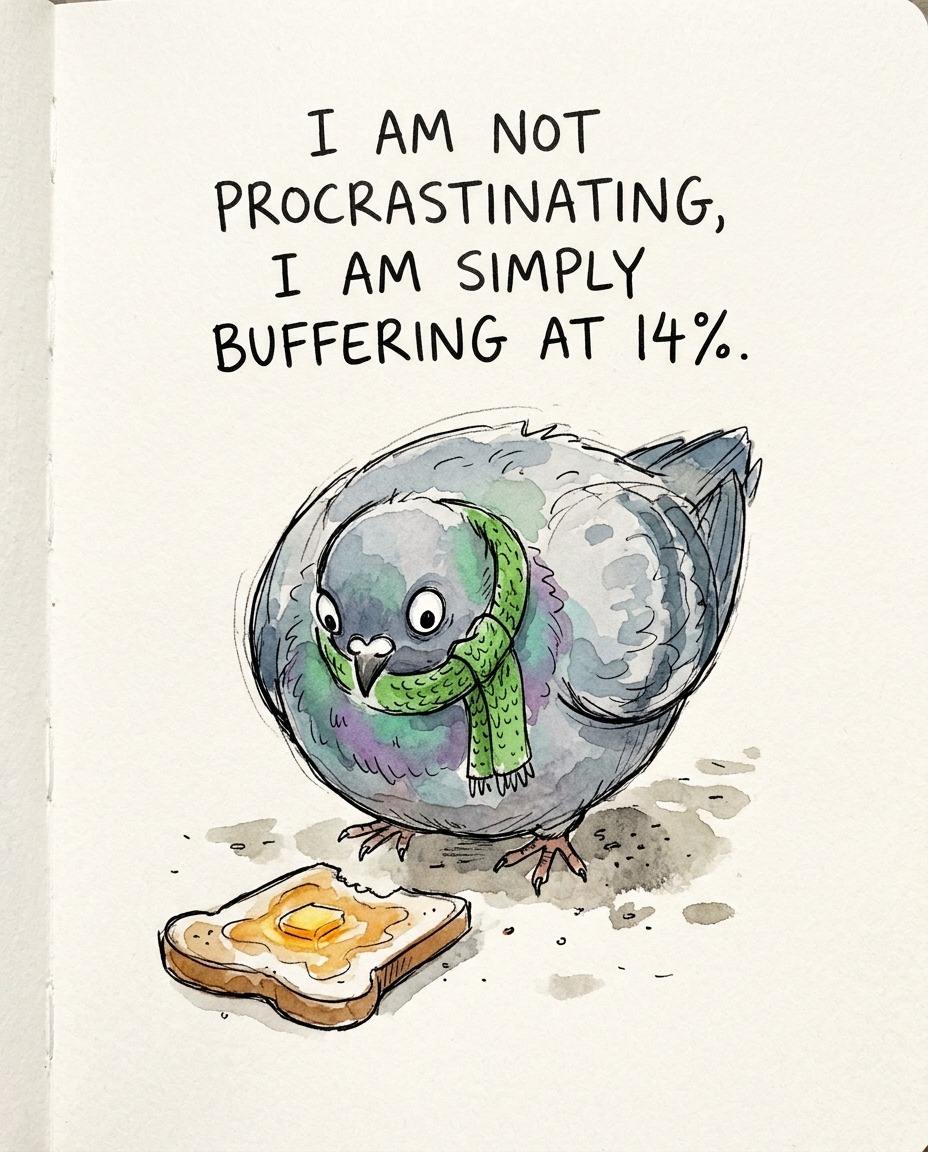 I AM NOT
PROCRASTINATING,
I AM SIMPLY
BUFFERING AT 14%.